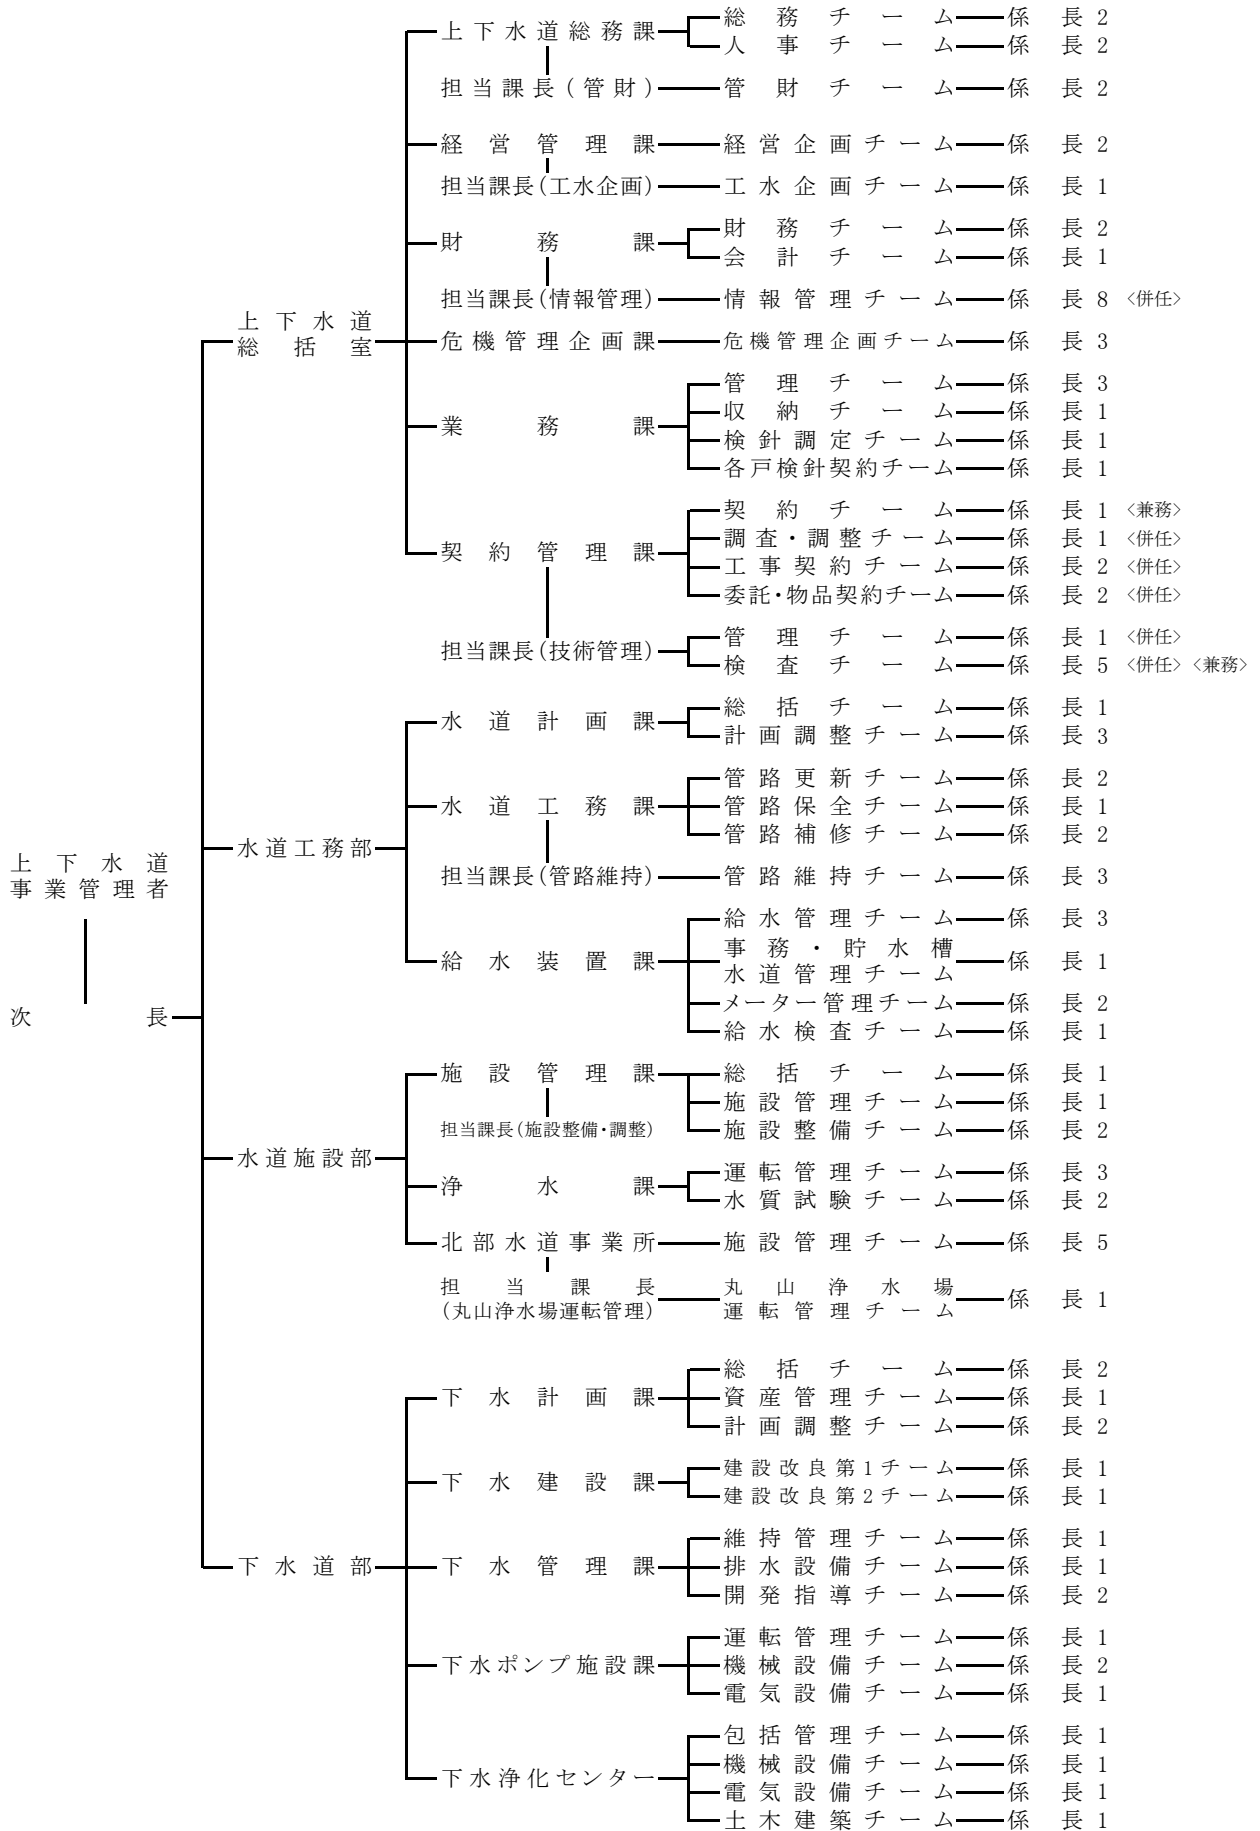 上下水道総務課 総務チーム 係長 2
人事チーム 係長 2
担当課長(管財) 管財チーム 係長 2
経営管理課 経営企画チーム 係長 2
担当課長(工水企画) 工水企画チーム 係長 1
財務課 財務チーム 係長 2
会計チーム 係長 1
担当課長(情報管理) 情報管理チーム 係長 8 <併任>
上下水道
総括室
危機管理企画課 危機管理企画チーム 係長 3
業務課 管理チーム 係長 3
収納チーム 係長 1
検針調定チーム 係長 1
各戸検針契約チーム 係長 1
契約管理課 契約チーム 係長 1 <兼務>
調査・調整チーム 係長 1 <併任>
工事契約チーム 係長 2 <併任>
委託・物品契約チーム 係長 2 <併任>
担当課長(技術管理) 管理チーム 係長 1 <併任>
検査チーム 係長 5 <併任> <兼務>
水道計画課 総括チーム 係長 1
計画調整チーム 係長 3
水道工務課 管路更新チーム 係長 2
管路保全チーム 係長 1
管路補修チーム 係長 2
水道工務部
上下水道
事業管理者
担当課長(管路維持) 管路維持チーム 係長 3
給水装置課 給水管理チーム 係長 3
事務・貯水槽
水道管理チーム 係長 1
メーター管理チーム 係長 2
給水検査チーム 係長 1
次長
施設管理課 総括チーム 係長 1
施設管理チーム 係長 1
担当課長(施設整備・調整) 施設整備チーム 係長 2
水道施設部
浄水課 運転管理チーム 係長 3
水質試験チーム 係長 2
北部水道事業所 施設管理チーム 係長 5
担当課長 丸山浄水場
(丸山浄水場運転管理) 運転管理チーム 係長 1
下水計画課 総括チーム 係長 2
資産管理チーム 係長 1
計画調整チーム 係長 2
下水建設課 建設改良第1チーム 係長 1
建設改良第2チーム 係長 1
下水道部
下水管理課 維持管理チーム 係長 1
排水設備チーム 係長 1
開発指導チーム 係長 2
下水ポンプ施設課 運転管理チーム 係長 1
機械設備チーム 係長 2
電気設備チーム 係長 1
下水浄化センター 包括管理チーム 係長 1
機械設備チーム 係長 1
電気設備チーム 係長 1
土木建築チーム 係長 1